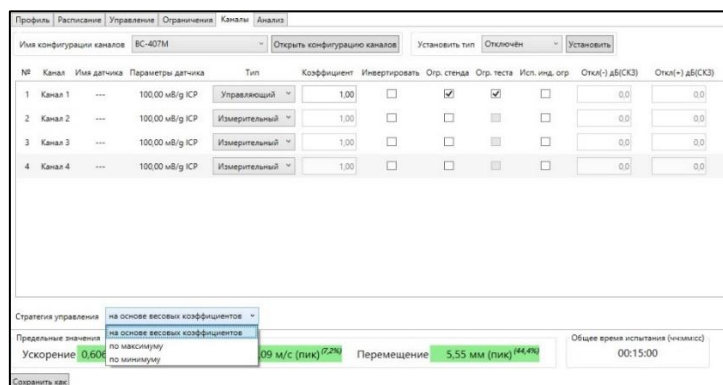 Профиль Расписание Управление Ограничения Каналы Анализ
Имя конфигурации каналов ВС-407М Открыть конфигурацию каналов Установить тип Отключён Установить
№ Канал Имя датчика Параметры датчика Тип Коэффициент Инвертировать Огр. стенда Огр. теста Исп. инд. огр Откл(-) дБ(СКЗ) Откл(+) дБ(СКЗ)
1 Канал 1 --- 100,00 мВ/g ICP Управляющий 1,00 0,0 0,0
2 Канал 2 --- 100,00 мВ/g ICP Измерительный 1,00 0,0 0,0
3 Канал 3 --- 100,00 мВ/g ICP Измерительный 1,00 0,0 0,0
4 Канал 4 --- 100,00 мВ/g ICP Измерительный 1,00 0,0 0,0
Стратегия управления на основе весовых коэффициентов
на основе весовых коэффициентов
по максимуму
по минимуму
Предельные значения Общее время испытания (чч:мм:сс)
Ускорение 0,606 09 м/с (пик) (7,2%) Перемещение 5,55 мм (пик) (44,4%) 00:15:00
Сохранить как